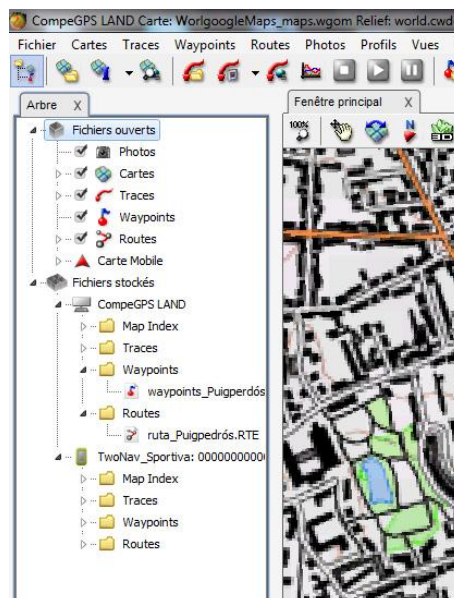 CompeGPS LAND Carte: WorlgoogleMaps_maps.wgom Relief: world.cwd
Fichier Cartes Traces Waypoints Routes Photos Profils Vues
Arbre X
Fenêtre principal X
100%
N
3D
Fichiers ouverts
Photos
Cartes
Traces
Waypoints
Routes
Carte Mobile
Fichiers stockés
CompeGPS LAND
Map Index
Traces
Waypoints
waypoints_Puigperdós
Routes
ruta_Puigpedrós.RTE
TwoNav_Sportiva: 00000000000
Map Index
Traces
Waypoints
Routes